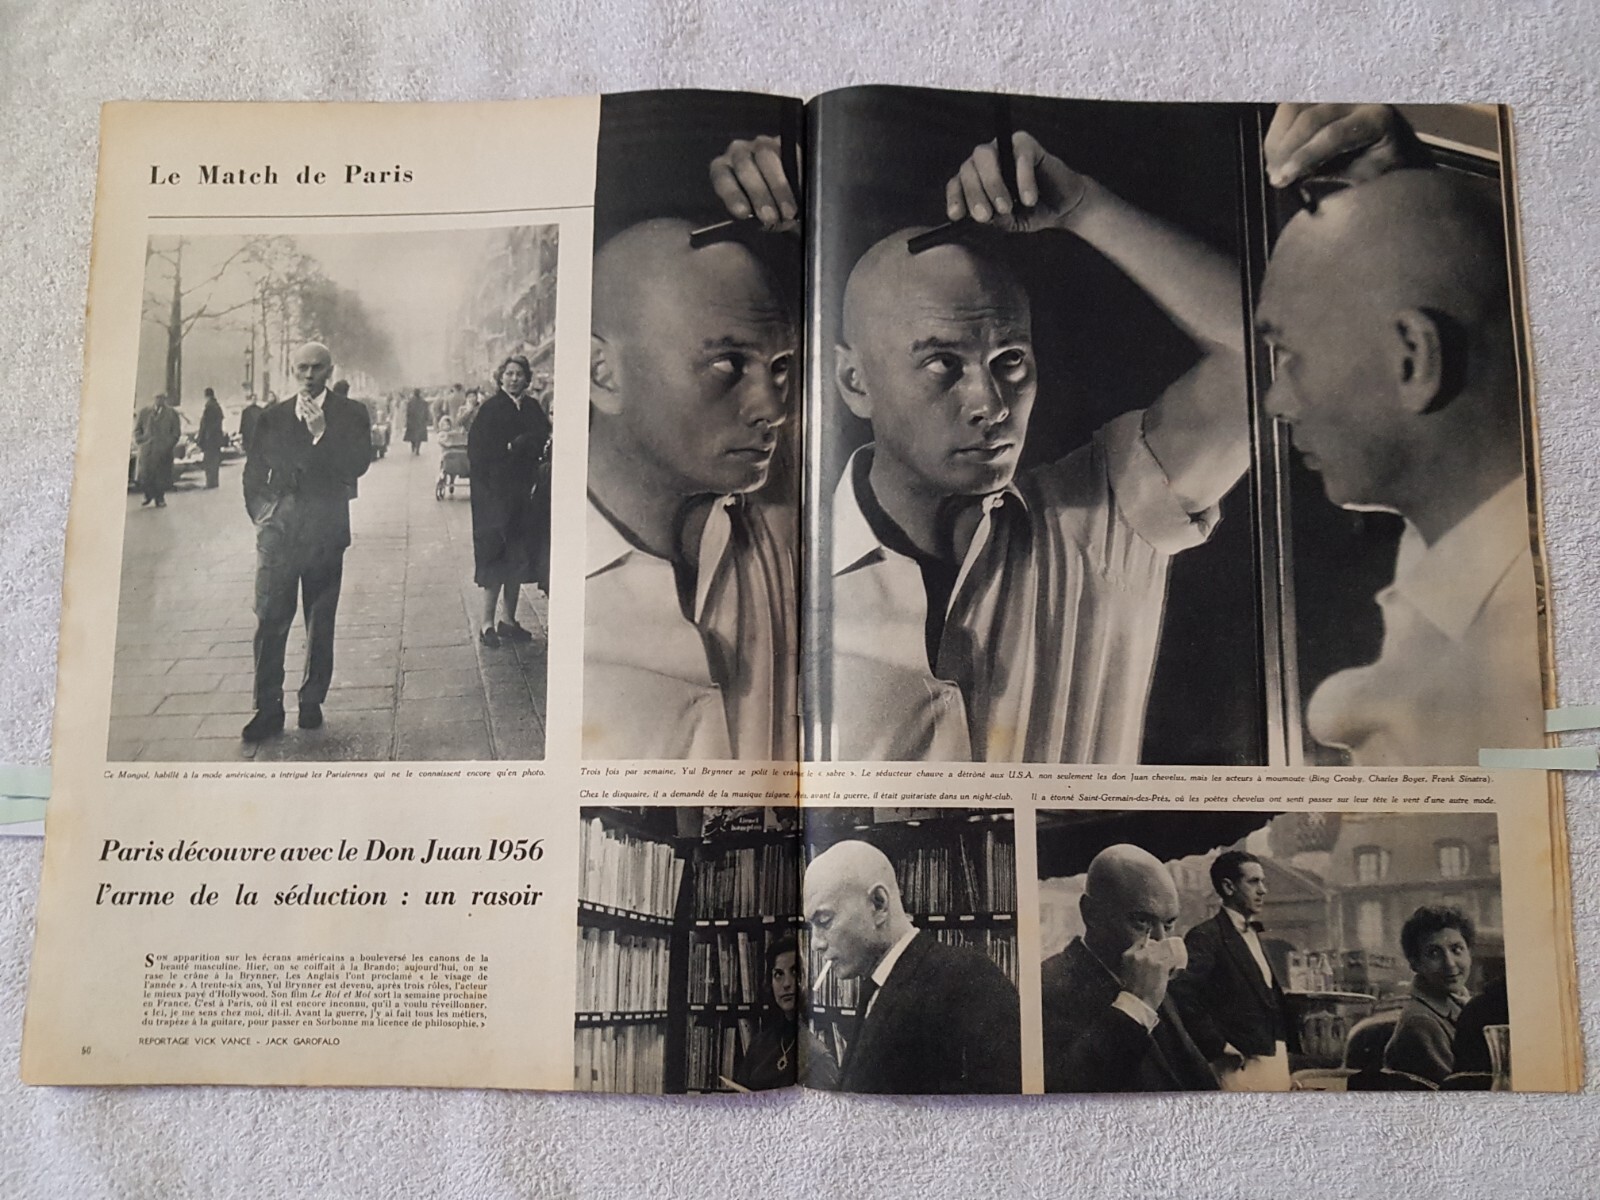 Le Match de Paris
Ce Mongol, habillé à la mode américaine, a intrigué les Parisiennes qui ne le connaissent encore qu'en photo.
Trois fois par semaine, Yul Brynner se polit le crâne le « sabre ». Le séducteur chauve a détrôné aux U.S.A. non seulement les don Juan chevelus, mais les acteurs à moumoute (Bing Crosby, Charles Boyer, Frank Sinatra).
Chez le disquaire, il a demandé de la musique tzigane. avant la guerre, il était guitariste dans un night-club.
Il a étonné Saint-Germain-des-Prés, où les poètes chevelus ont senti passer sur leur tête le vent d'une autre mode.
Paris découvre avec le Don Juan 1956
l'arme de la séduction : un rasoir
SON apparition sur les écrans américains a bouleversé les canons de la
beauté masculine. Hier, on se coiffait à la Brando; aujourd'hui, on se
rase le crâne à la Brynner. Les Anglais l'ont proclamé « le visage de
l'année ». A trente-six ans, Yul Brynner est devenu, après trois rôles, l'acteur
le mieux payé d'Hollywood. Son film Le Roi et Moi sort la semaine prochaine
en France. C'est à Paris, où il est encore inconnu, qu'il a voulu réveillonner.
« Ici, je me sens chez moi, dit-il. Avant la guerre, j'y ai fait tous les métiers,
du trapèze à la guitare, pour passer en Sorbonne ma licence de philosophie. »
REPORTAGE VICK VANCE - JACK GAROFALO
lionel
hampton